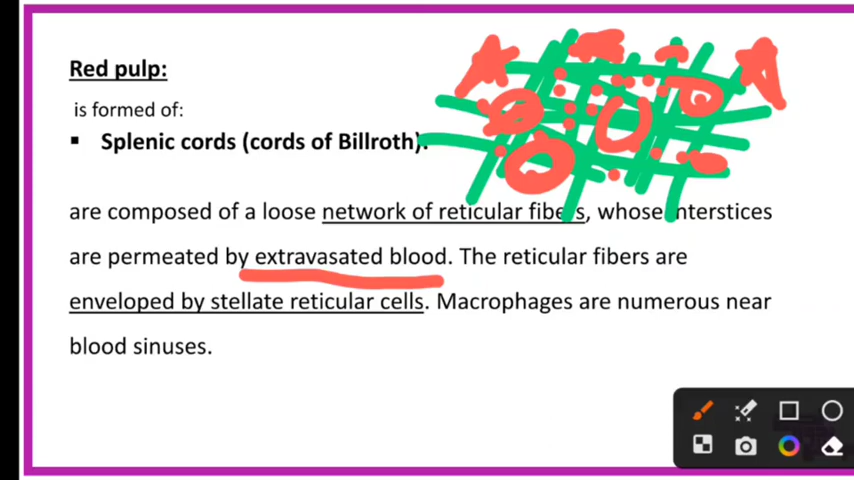 Red pulp:
is formed of:
▪ Splenic cords (cords of Billroth):
are composed of a loose network of reticular fibers, whose interstices
are permeated by extravasated blood. The reticular fibers are
enveloped by stellate reticular cells. Macrophages are numerous near
blood sinuses.